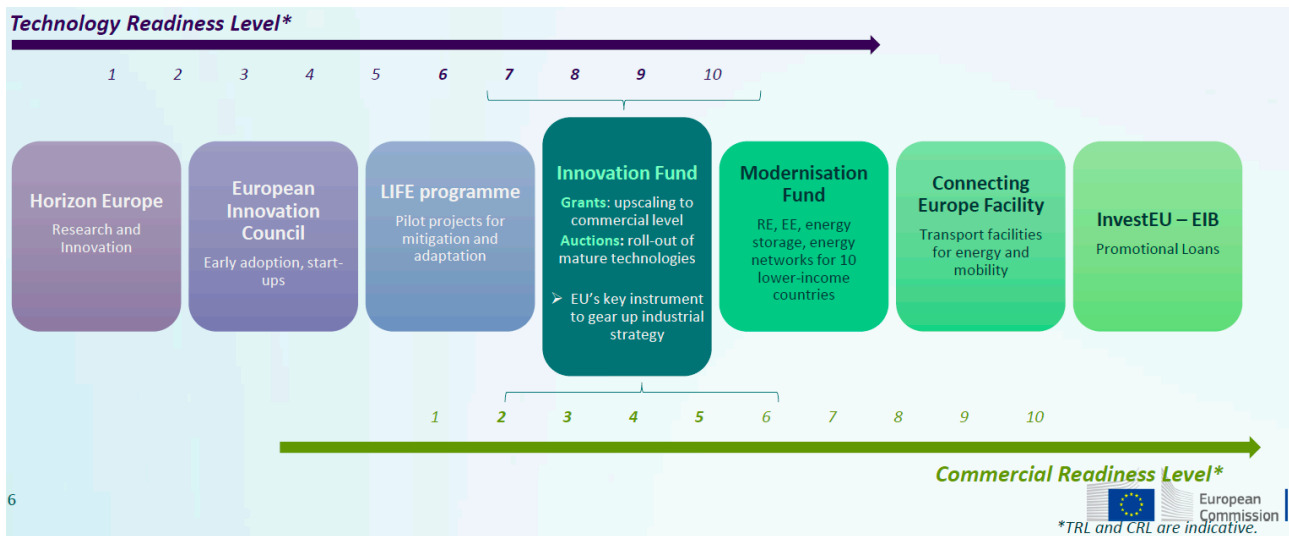 Technology Readiness Level*
1 2 3 4 5 6 7 8 9 10
Horizon Europe
Research and
Innovation
European
Innovation
Council
Early adoption, start-
ups
LIFE programme
Pilot projects for
mitigation and
adaptation
Innovation Fund
Grants: upscaling to
commercial level
Auctions: roll-out of
mature technologies
➤ EU's key instrument
to gear up industrial
strategy
Modernisation
Fund
RE, EE, energy
storage, energy
networks for 10
lower-income
countries
Connecting
Europe Facility
Transport facilities
for energy and
mobility
InvestEU – EIB
Promotional Loans
1 2 3 4 5 6 7 8 9 10
Commercial Readiness Level*
6
European
Commission
*TRL and CRL are indicative.